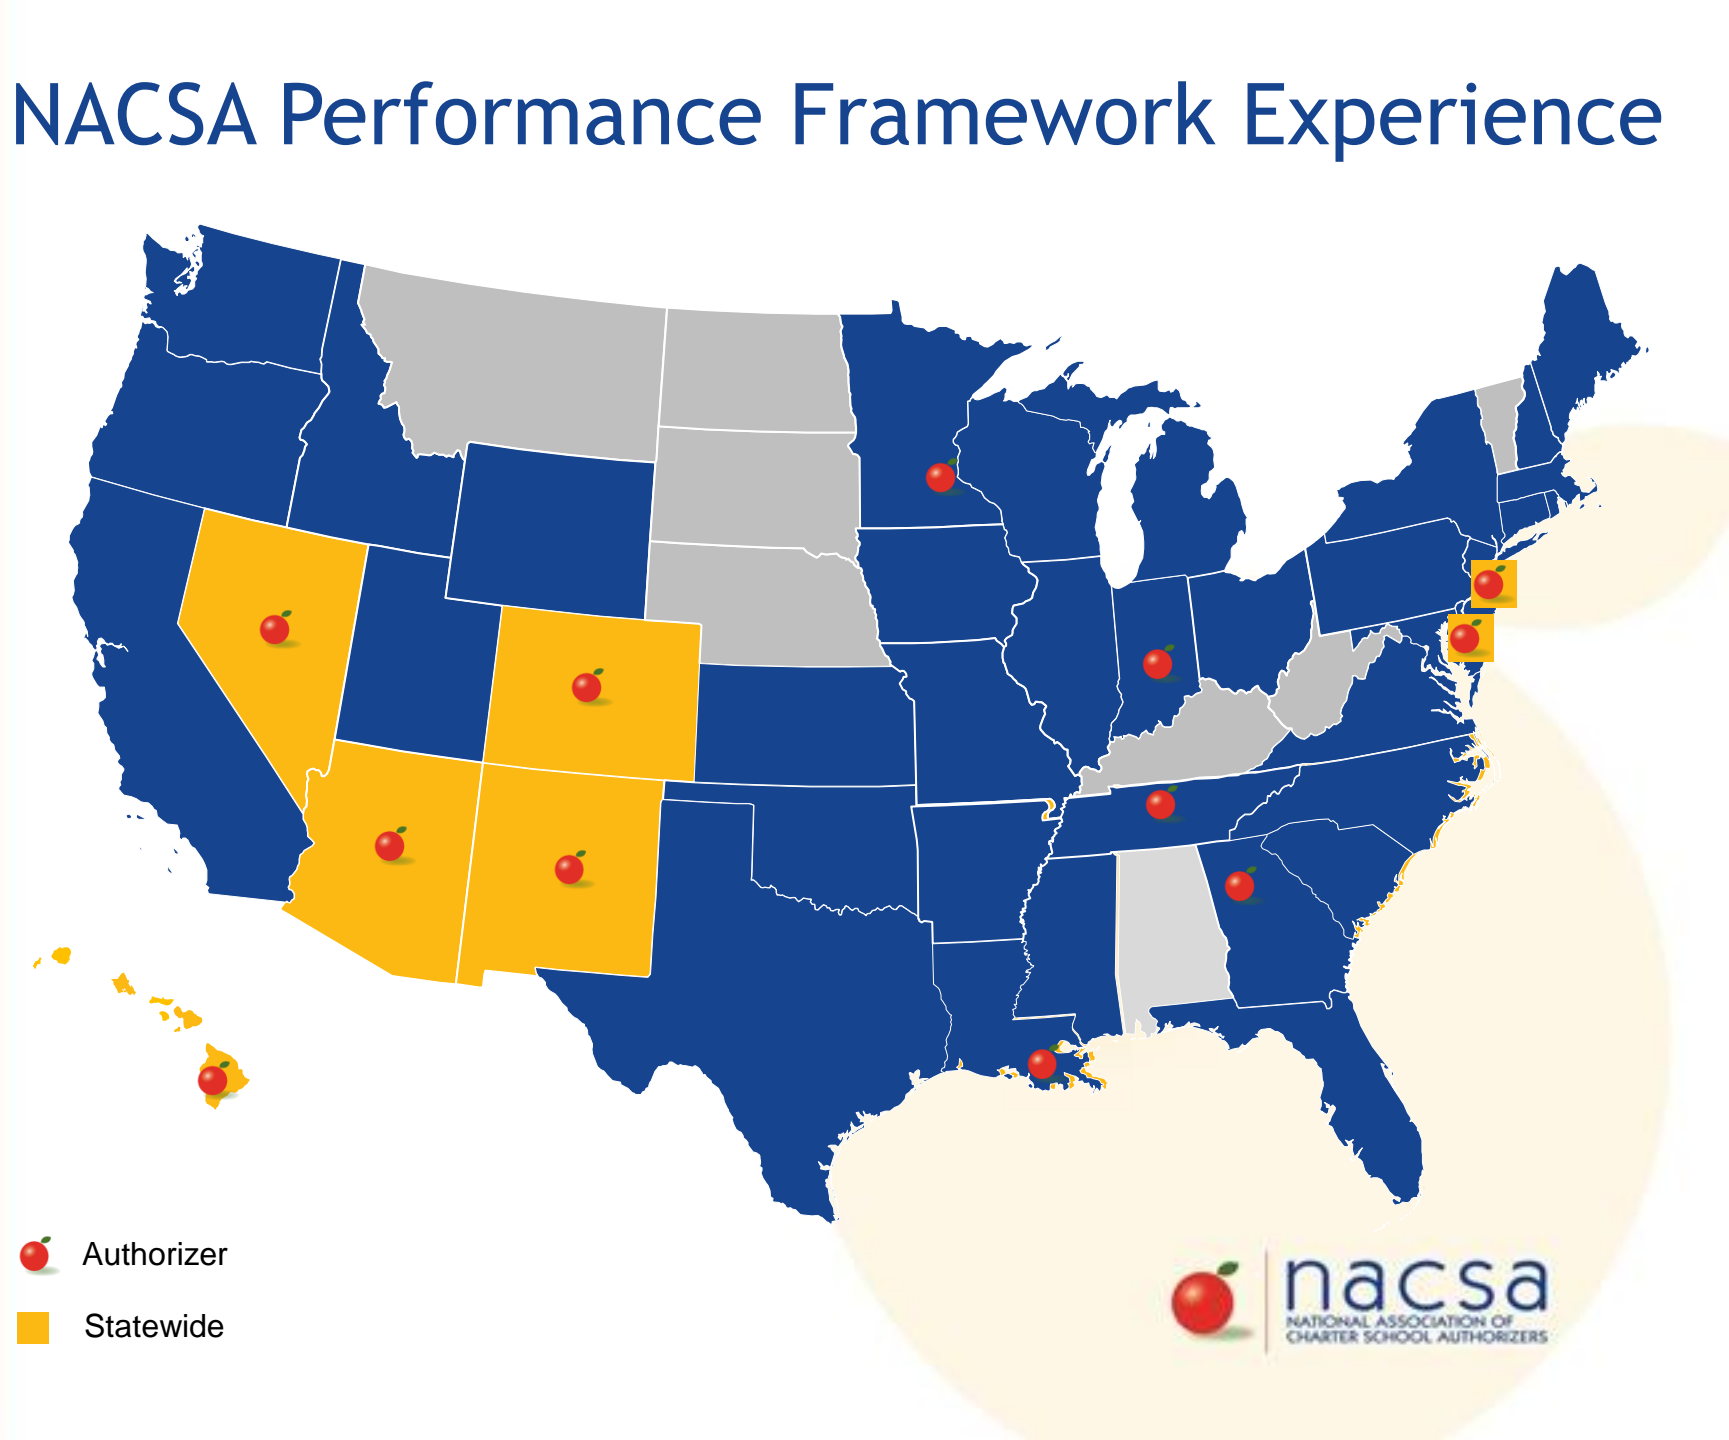 NACSA Performance Framework Experience
Authorizer
Statewide
nacsa
NATIONAL ASSOCIATION OF
CHARTER SCHOOL AUTHORIZERS